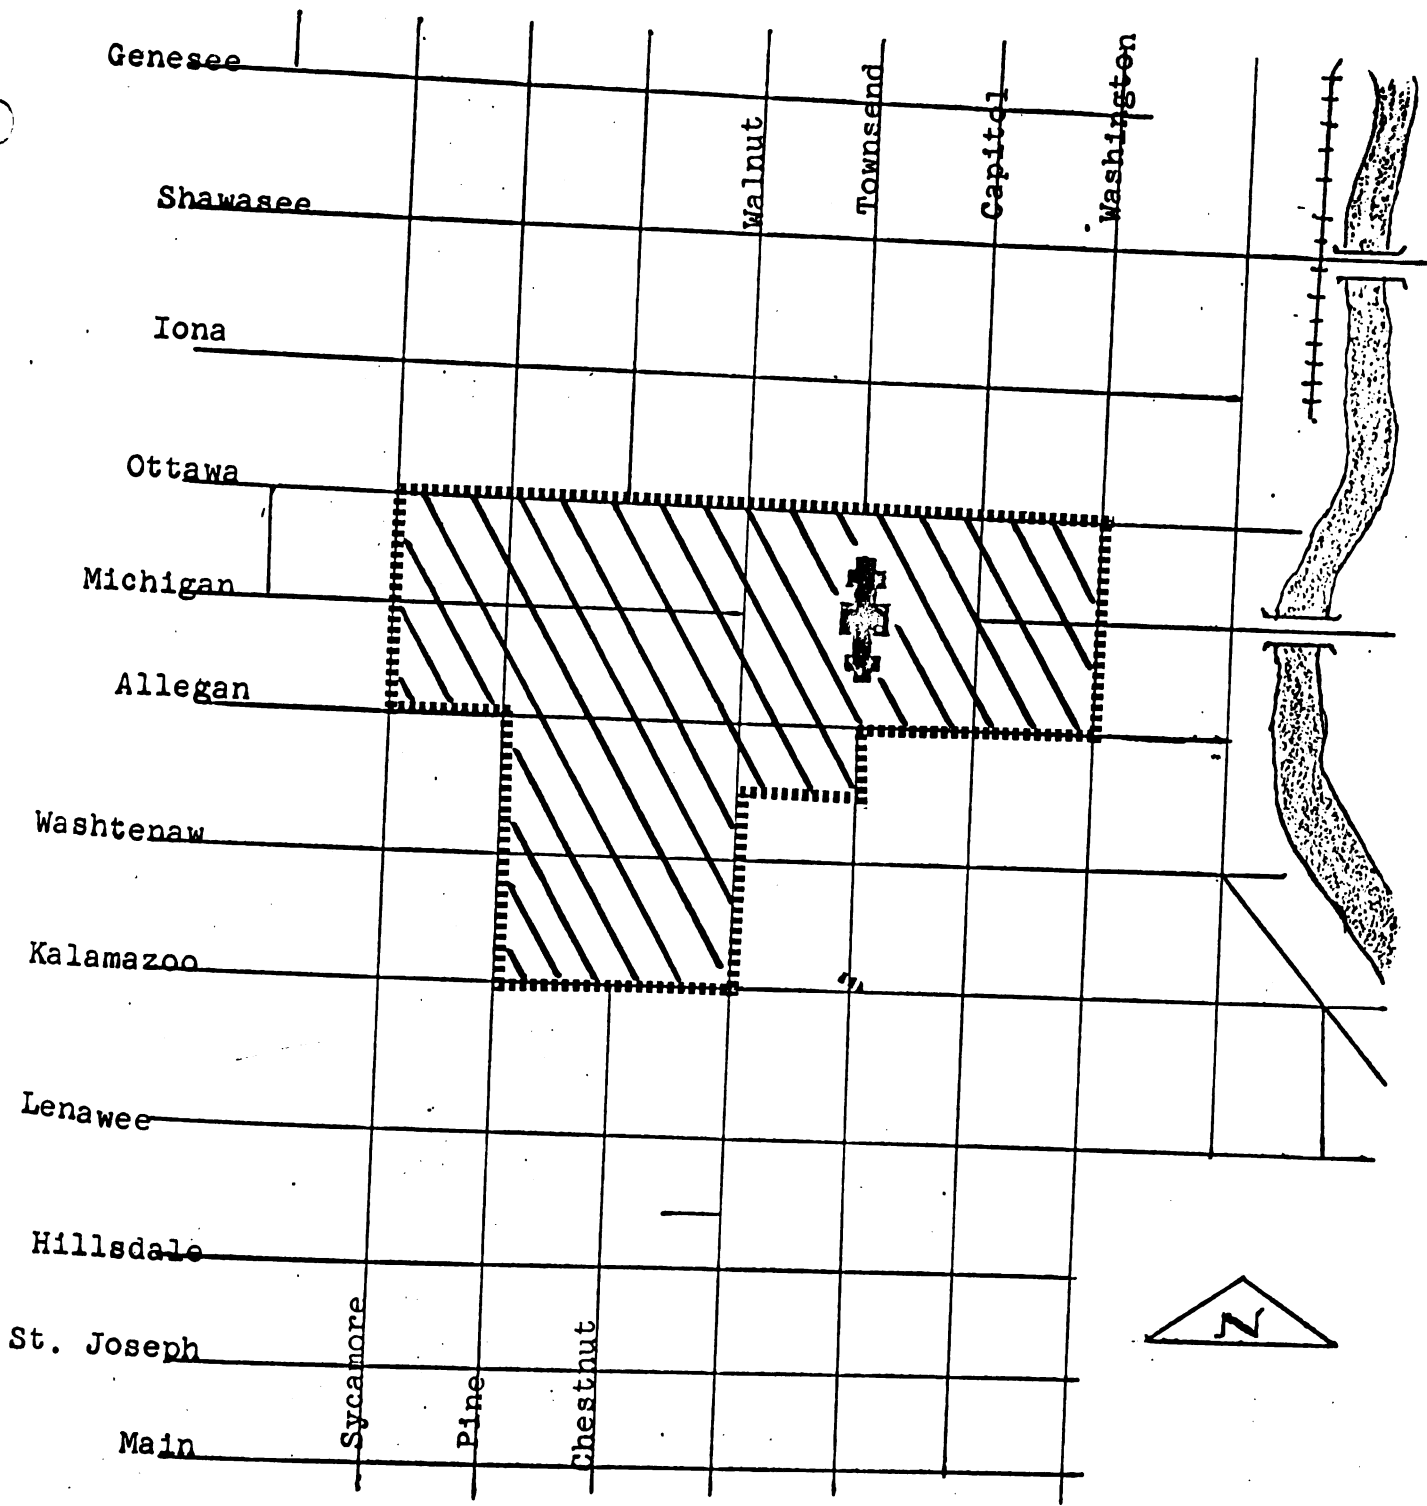 Genesee
Washington
Townsend
Capitol
Walnut
Shawasee
Iona
Ottawa
Michigan
Allegan
Washtenaw
Kalamazoo
Lenawee
Hillsdale
N
St. Joseph
Sycamore
Pine
Chestnut
Main